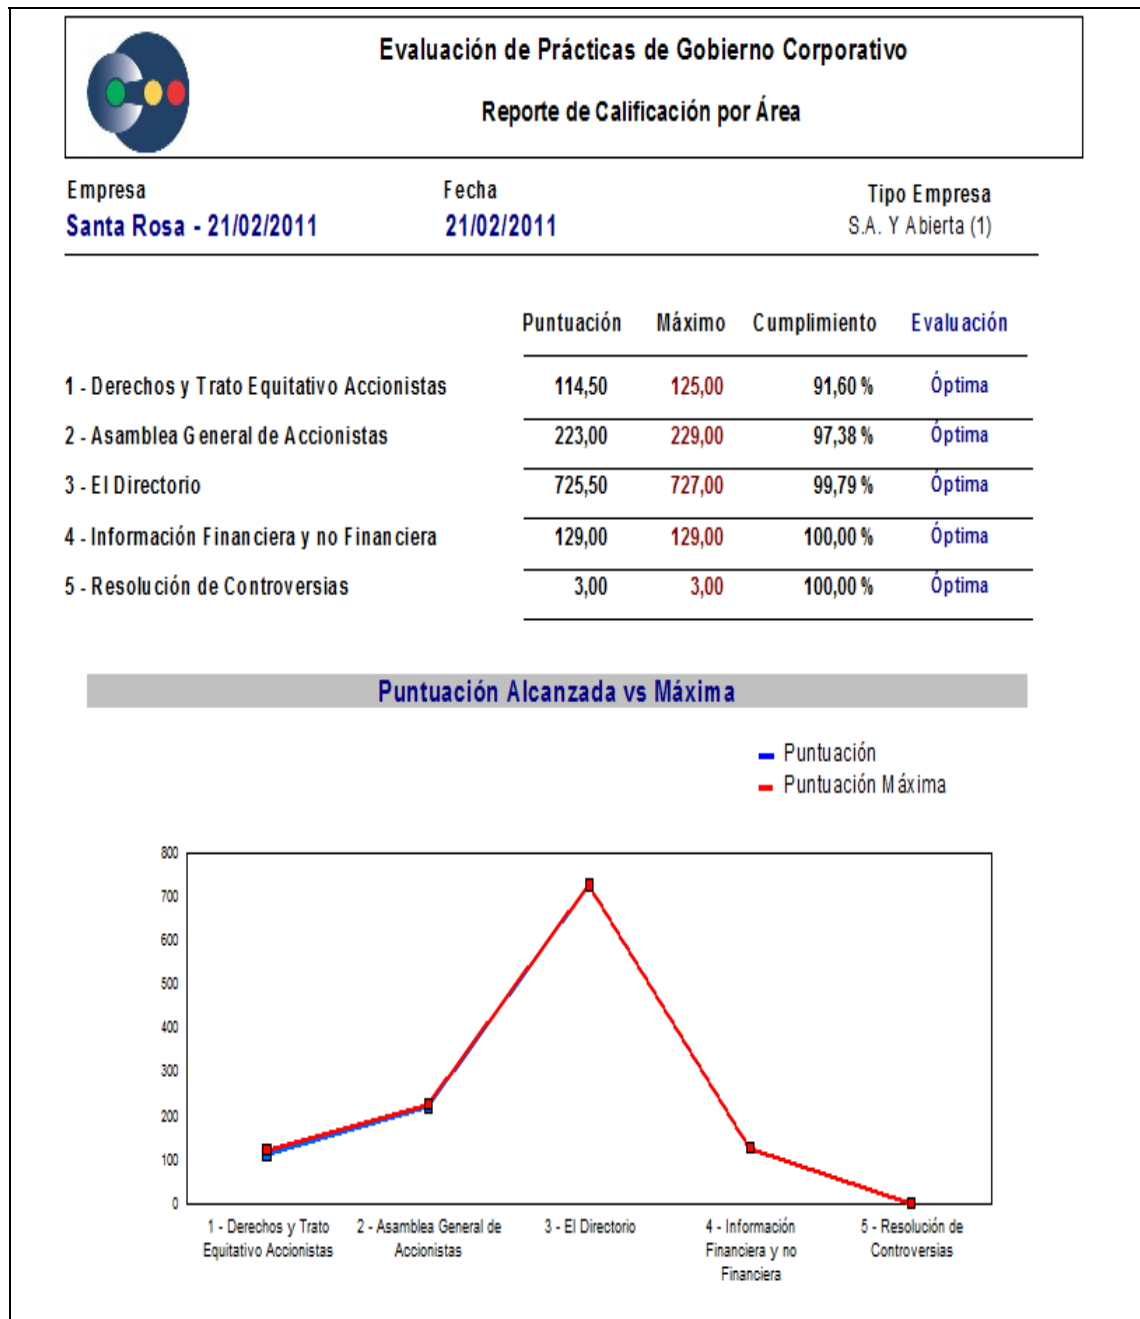 Evaluación de Prácticas de Gobierno Corporativo
Reporte de Calificación por Área
Empresa Fecha Tipo Empresa
Santa Rosa - 21/02/2011 21/02/2011 S.A. Y Abierta (1)
Puntuación Máximo Cumplimiento Evaluación
1 - Derechos y Trato Equitativo Accionistas 114,50 125,00 91,60 % Óptima
2 - Asamblea General de Accionistas 223,00 229,00 97,38 % Óptima
3 - El Directorio 725,50 727,00 99,79 % Óptima
4 - Información Financiera y no Financiera 129,00 129,00 100,00 % Óptima
5 - Resolución de Controversias 3,00 3,00 100,00 % Óptima
Puntuación Alcanzada vs Máxima
Puntuación
Puntuación Máxima
800
700
600
500
400
300
200
100
0
1 - Derechos y Trato 2 - Asamblea General de 3 - El Directorio 4 - Información 5 - Resolución de
Equitativo Accionistas Accionistas Financiera y no Controversias
Financiera